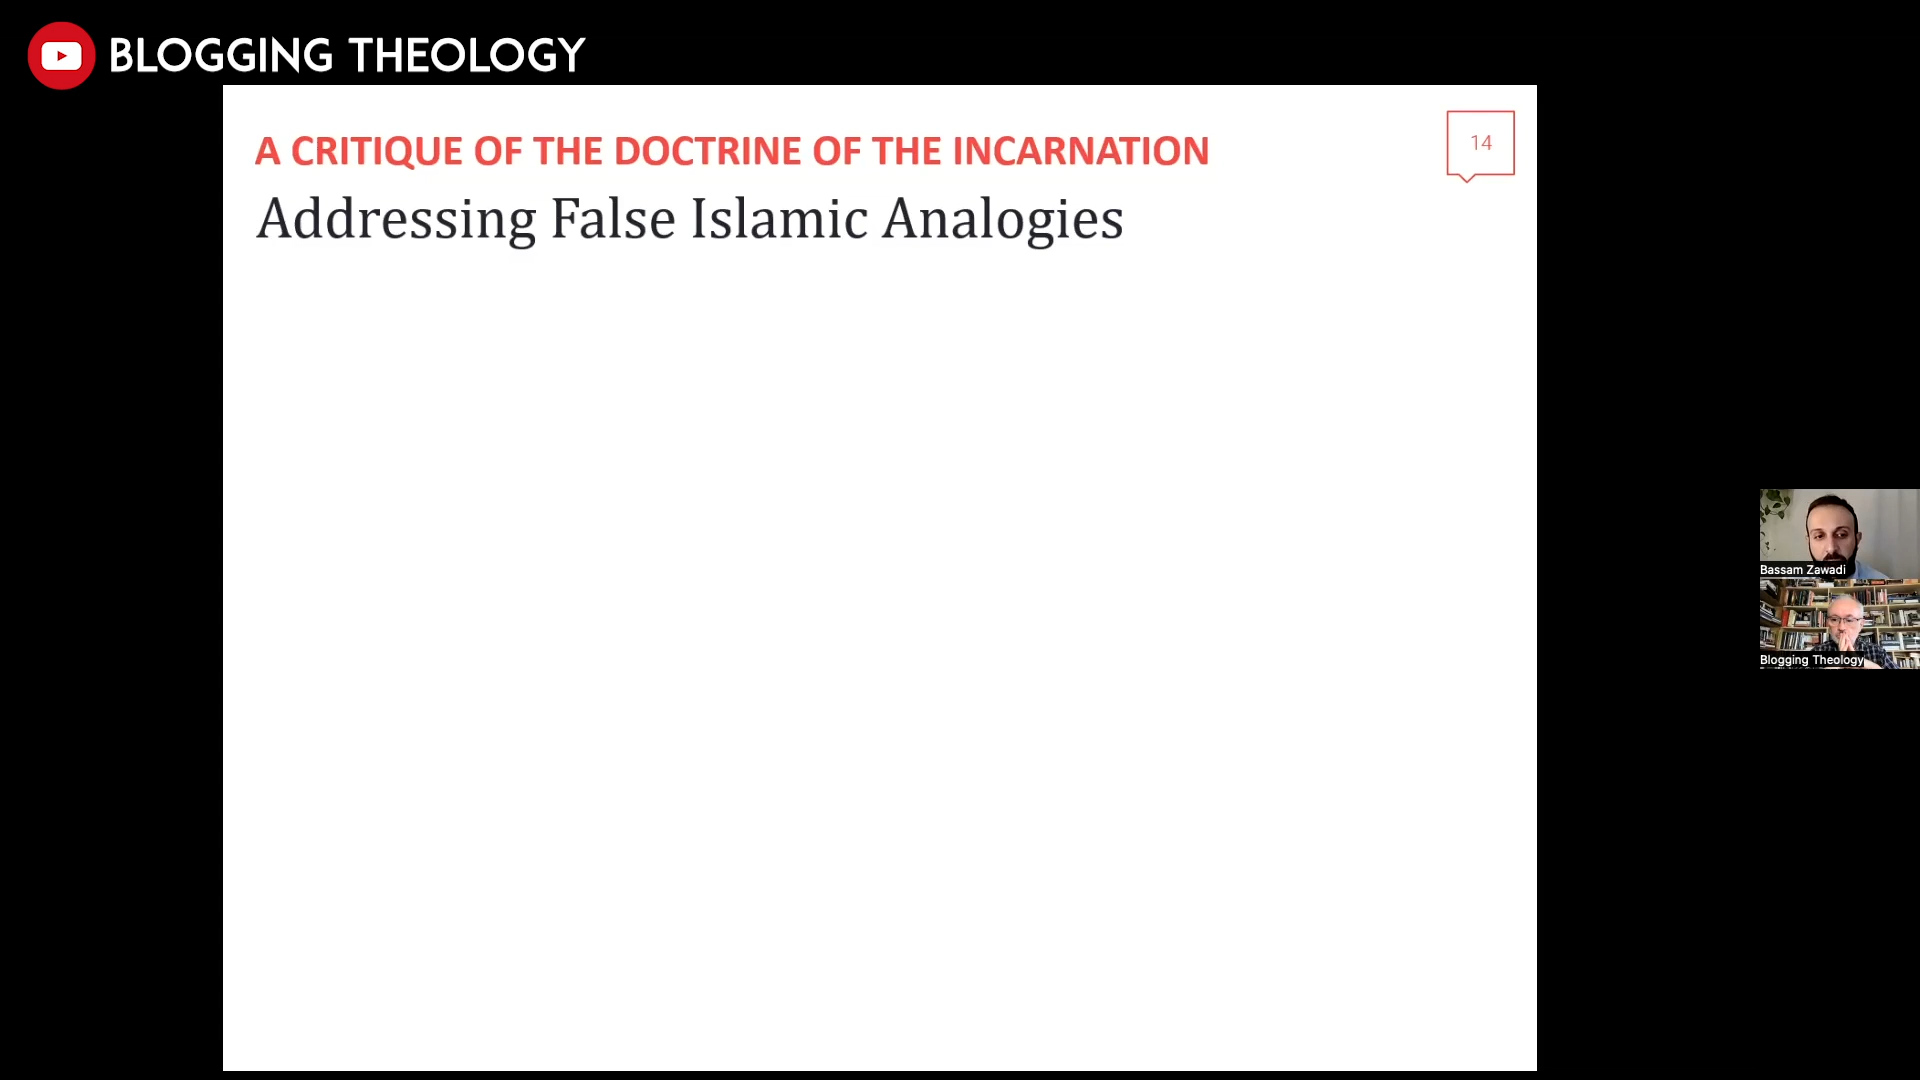 BLOGGING THEOLOGY
A CRITIQUE OF THE DOCTRINE OF THE INCARNATION
14
Addressing False Islamic Analogies
Bassam Zawadi
Blogging Theology